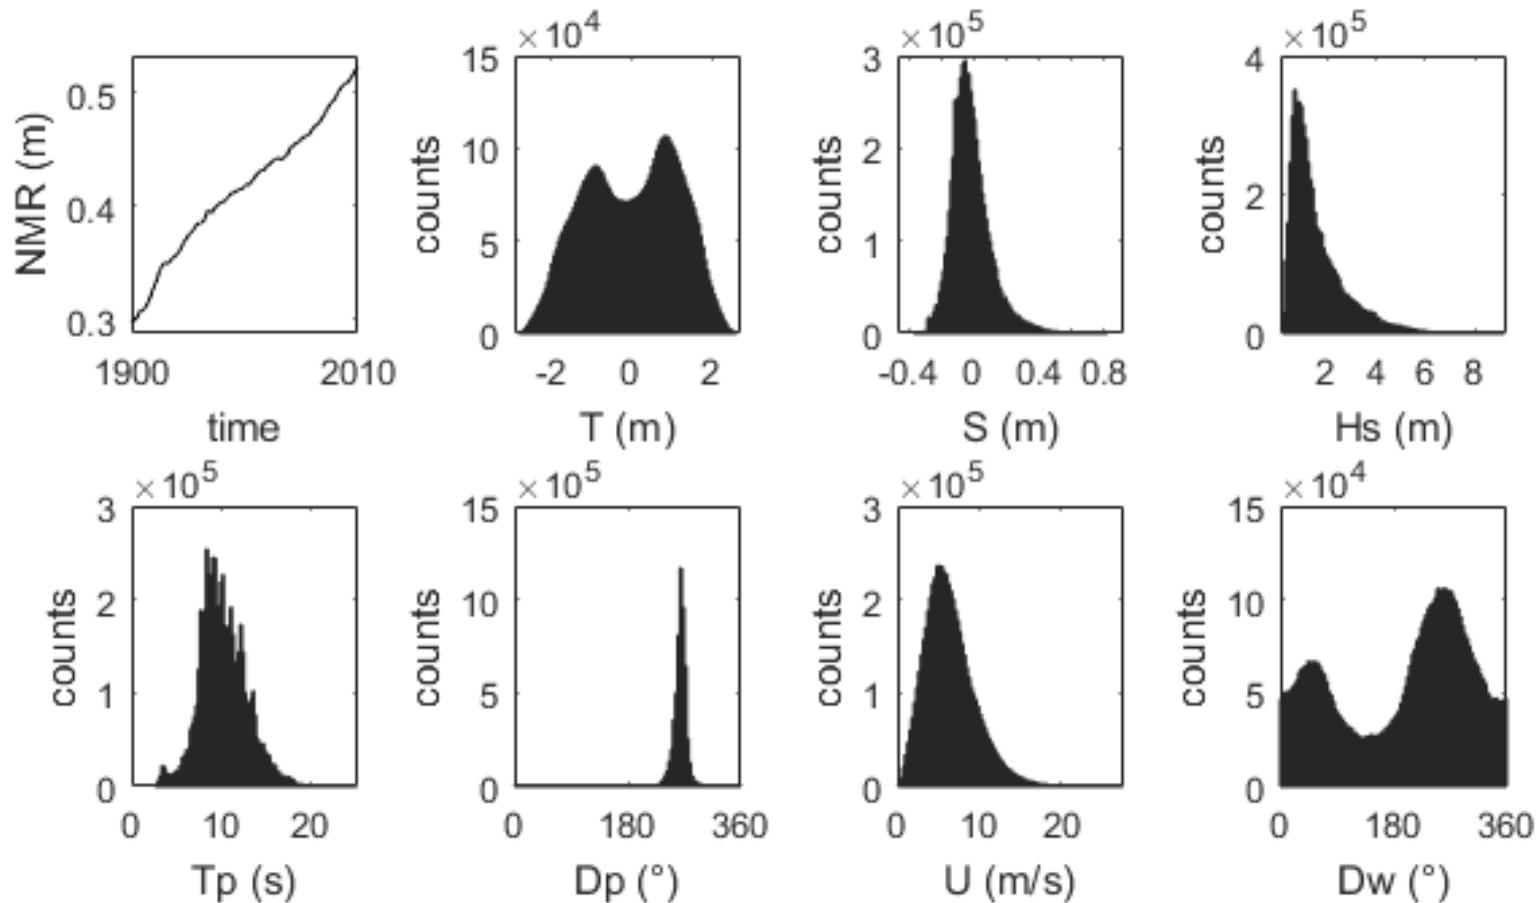 NMR (m)
0.5
0.4
0.3
1900 2010
time
× 10^4
counts
15
10
5
0
-2 0 2
T (m)
× 10^5
counts
3
2
1
0
-0.4 0 0.4 0.8
S (m)
× 10^5
counts
4
2
0
2 4 6 8
Hs (m)
× 10^5
counts
3
2
1
0
0 10 20
Tp (s)
× 10^5
counts
15
10
5
0
0 180 360
Dp (°)
× 10^5
counts
3
2
1
0
0 10 20
U (m/s)
× 10^4
counts
15
10
5
0
0 180 360
Dw (°)